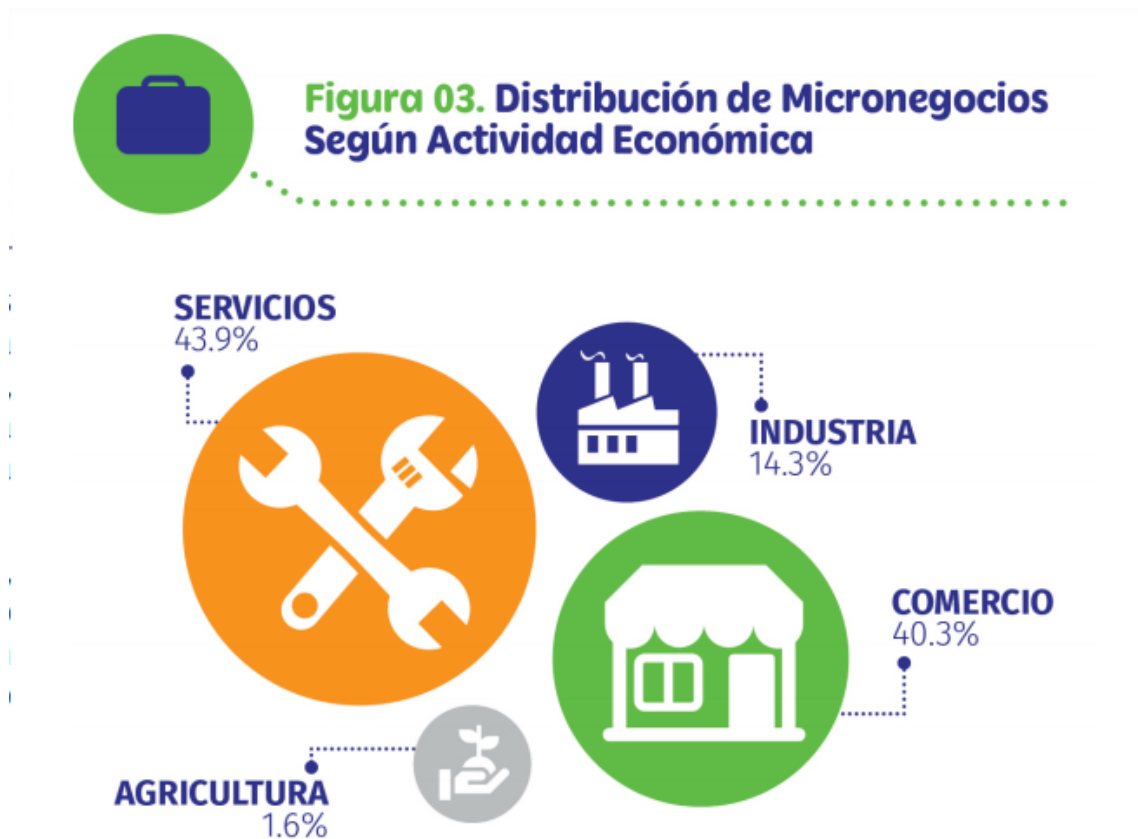 Figura 03. Distribución de Micronegocios
Según Actividad Económica
SERVICIOS
43.9%
INDUSTRIA
14.3%
COMERCIO
40.3%
AGRICULTURA
1.6%